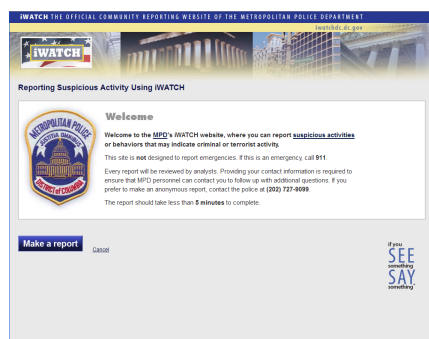 iWATCH THE OFFICIAL COMMUNITY REPORTING WEBSITE OF THE METROPOLITAN POLICE DEPARTMENT
iwatchdc.dc.gov
iWATCH
Reporting Suspicious Activity Using iWATCH
METROPOLITAN POLICE
JUSTITIA OMNIBUS
DISTRICT of COLUMBIA
Welcome
Welcome to the MPD's iWATCH website, where you can report suspicious activities
or behaviors that may indicate criminal or terrorist activity.
This site is not designed to report emergencies. If this is an emergency, call 911.
Every report will be reviewed by analysts. Providing your contact information is required to
ensure that MPD personnel can contact you to follow up with additional questions. If you
prefer to make an anonymous report, contact the police at (202) 727-9099.
The report should take less than 5 minutes to complete.
Make a report
Cancel
if you
SEE
something
SAY
something